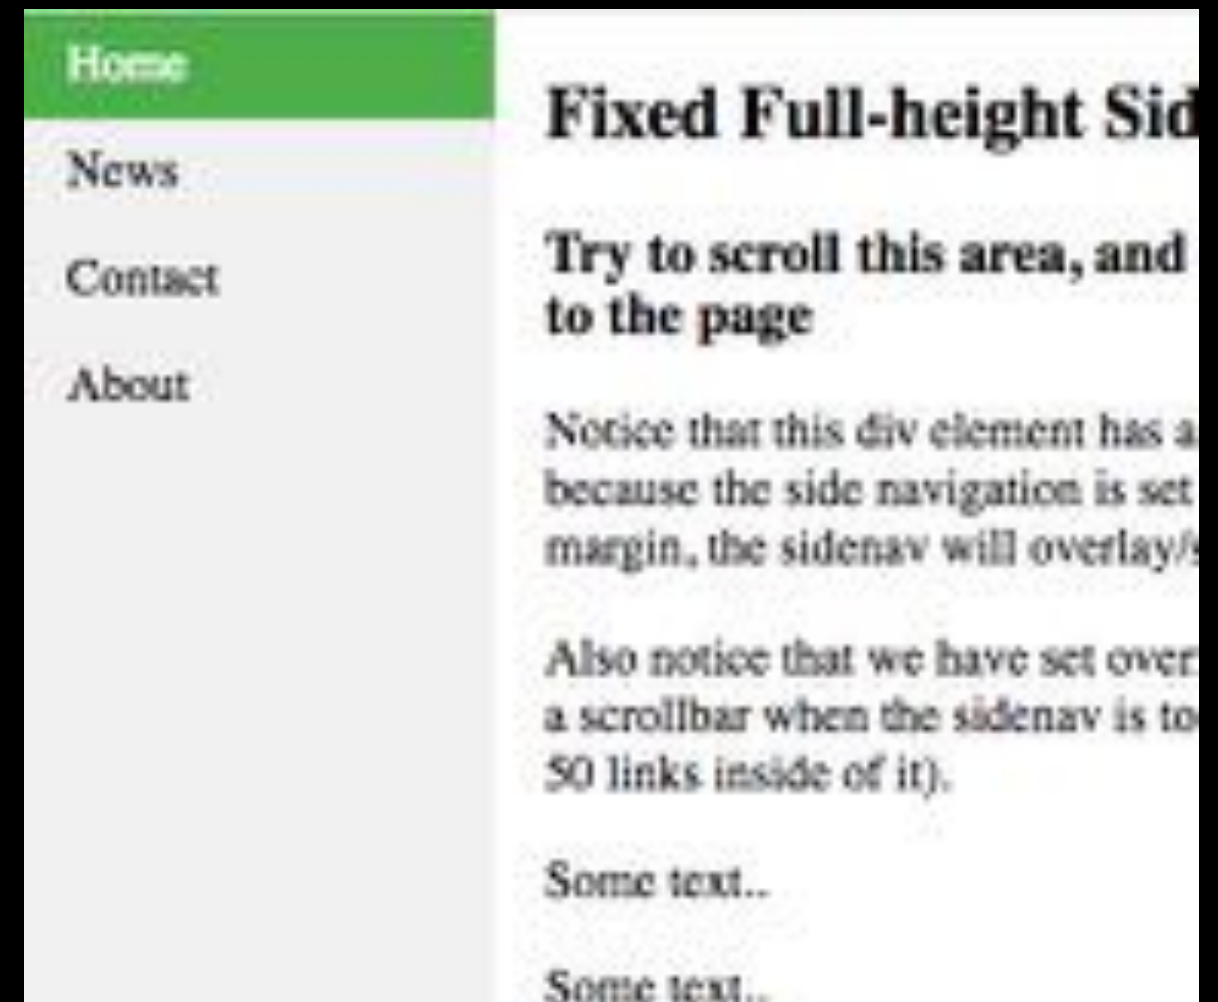 Home
News
Contact
About
Fixed Full-height Sid
Try to scroll this area, and
to the page
Notice that this div element has a
because the side navigation is set
margin, the sidenav will overlay/s
Also notice that we have set over
a scrollbar when the sidenav is to
50 links inside of it).
Some text..
Some text..